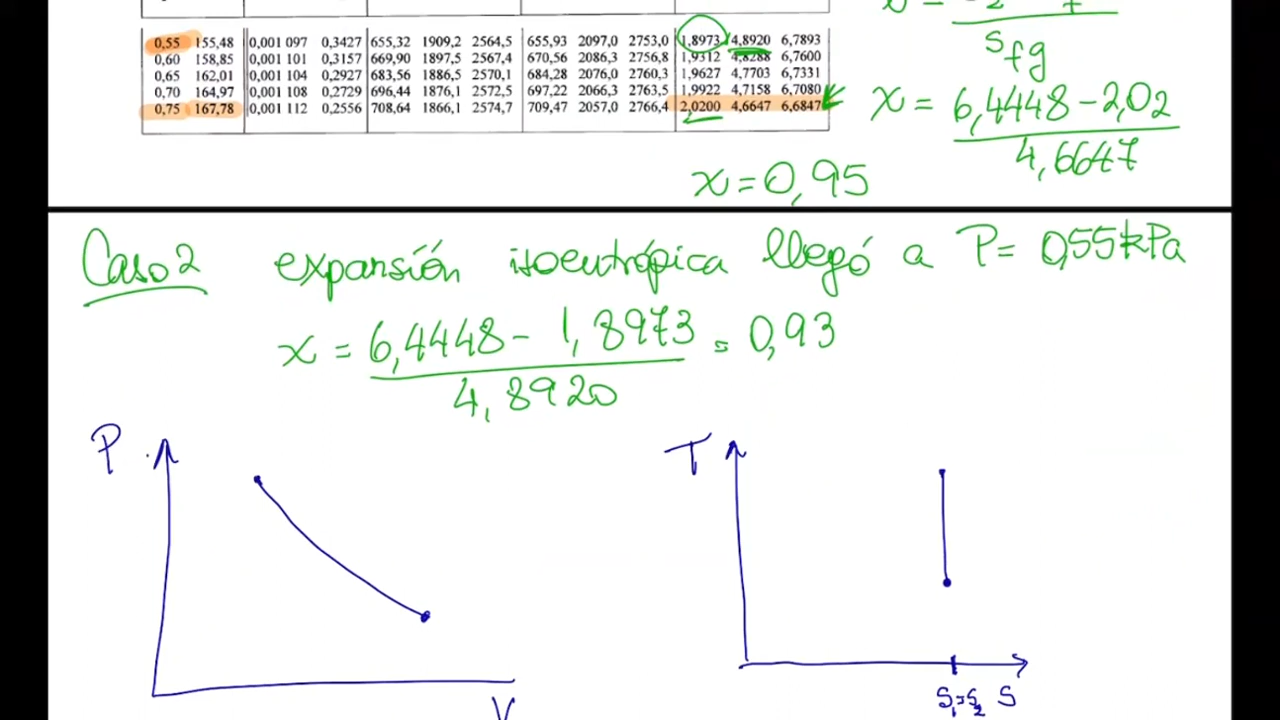 0,55 155,48 0,001 097 0,3427 655,32 1909,2 2564,5 655,93 2097,0 2753,0 1,8973 4,8920 6,7893
0,60 158,85 0,001 101 0,3157 669,90 1897,5 2567,4 670,56 2086,3 2756,8 1,9312 4,8288 6,7600
0,65 162,01 0,001 104 0,2927 683,56 1886,5 2570,1 684,28 2076,0 2760,3 1,9627 4,7703 6,7331
0,70 164,97 0,001 108 0,2729 696,44 1876,1 2572,5 697,22 2066,3 2763,5 1,9922 4,7158 6,7080
0,75 167,78 0,001 112 0,2556 708,64 1866,1 2574,7 709,47 2057,0 2766,4 2,0200 4,6647 6,6847
sfg
x = 6,4448 - 2,02
4,6647
x = 0,95
Caso 2 expansión isoentrópica llegó a P = 0,55 kPa
x = 6,4448 - 1,8973 = 0,93
4,8920
P
V
T
S1=S2 S